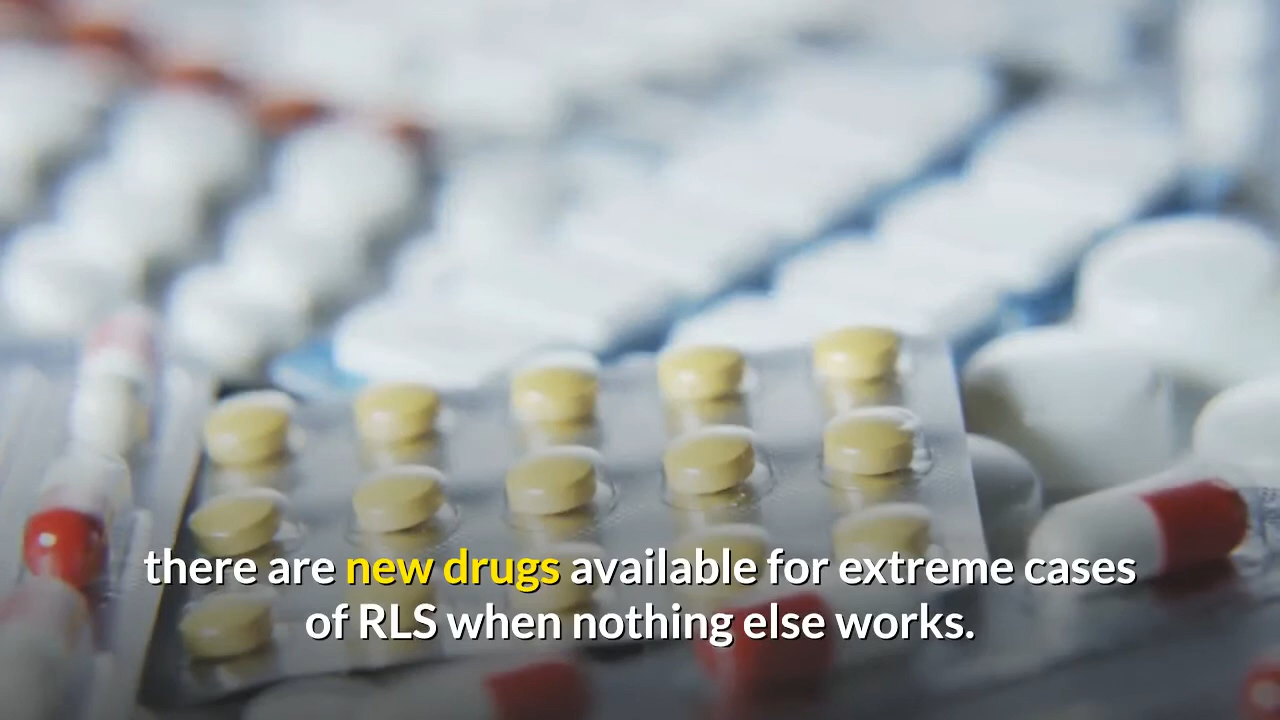 there are new drugs available for extreme cases
of RLS when nothing else works.